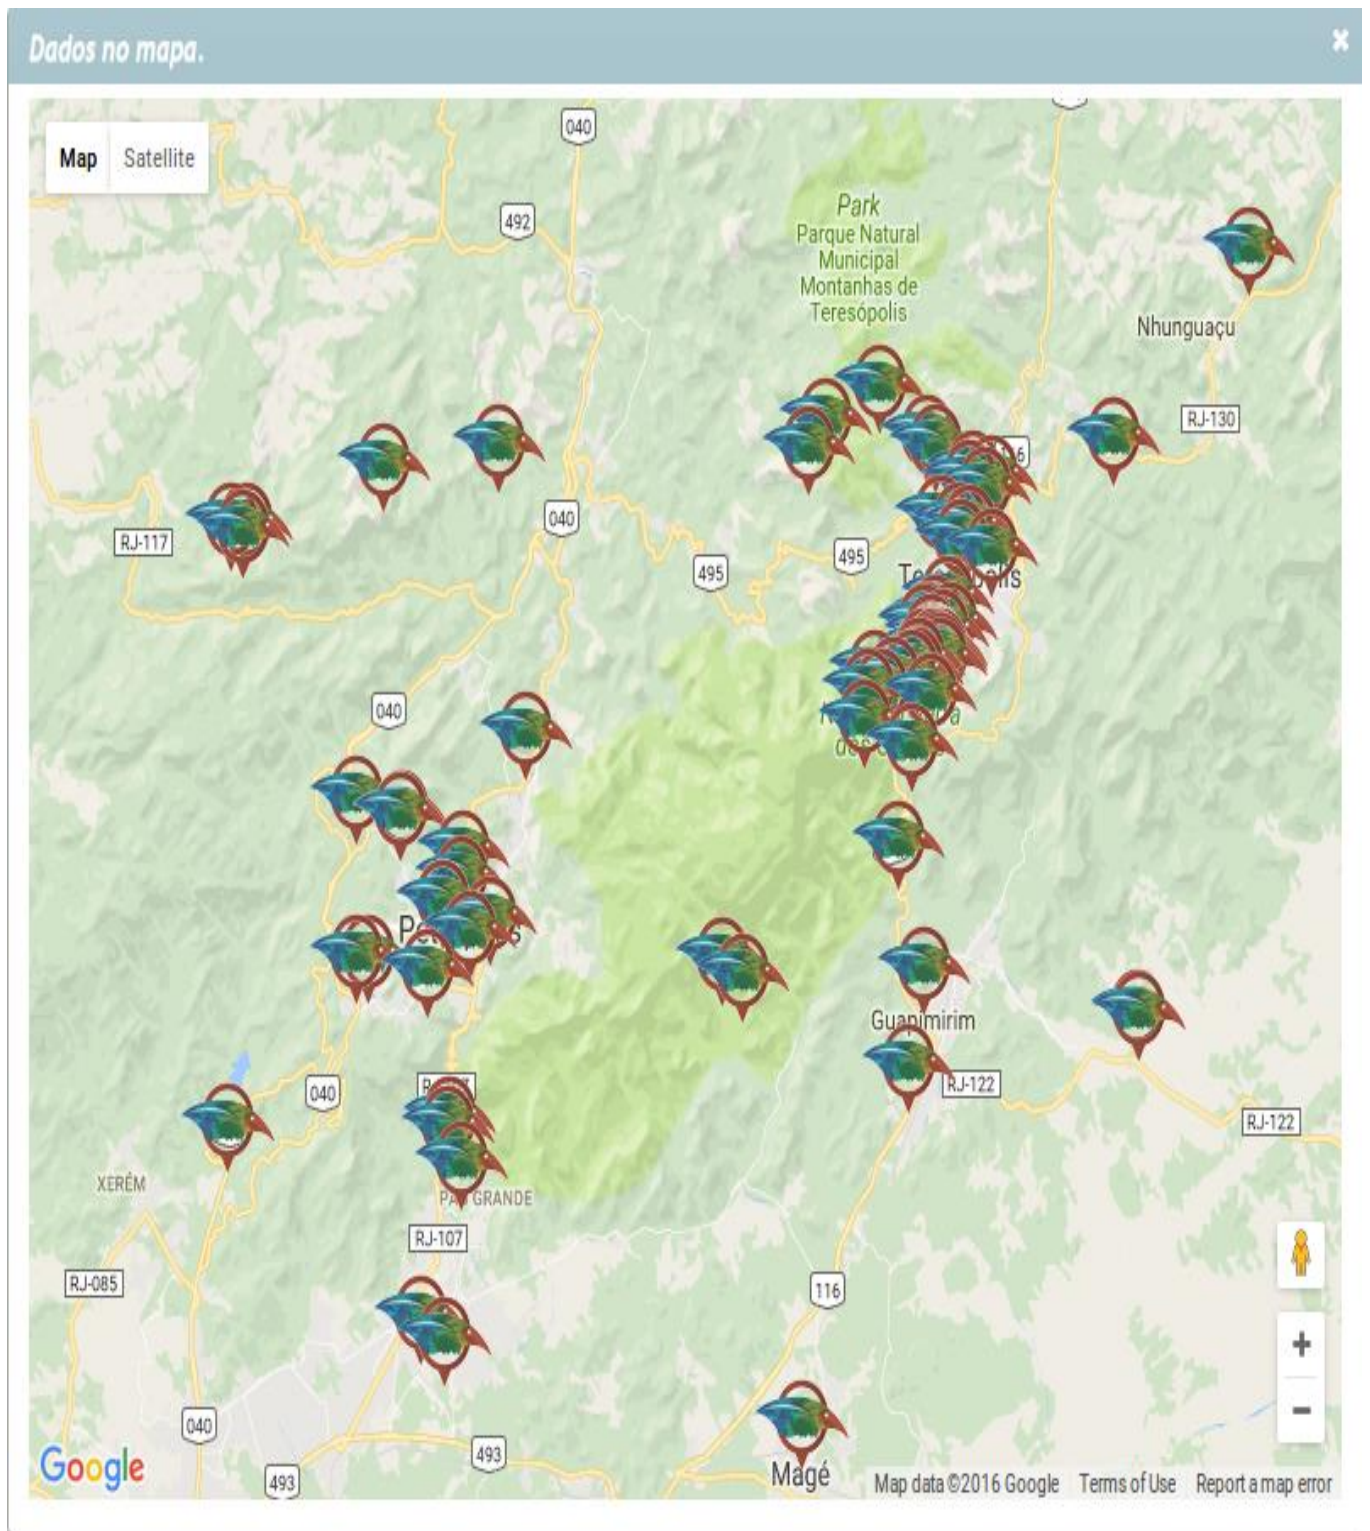 Dados no mapa.
Map
Satellite
040
492
Park
Parque Natural
Municipal
Montanhas de
Teresópolis
Nhunguaçu
RJ-130
040
RJ-117
495
495
040
Guapimirim
040
RJ-122
RJ-122
XERÉM
GRANDE
RJ-107
RJ-085
116
040
493
493
Magé
Google
Map data ©2016 Google
Terms of Use
Report a map error